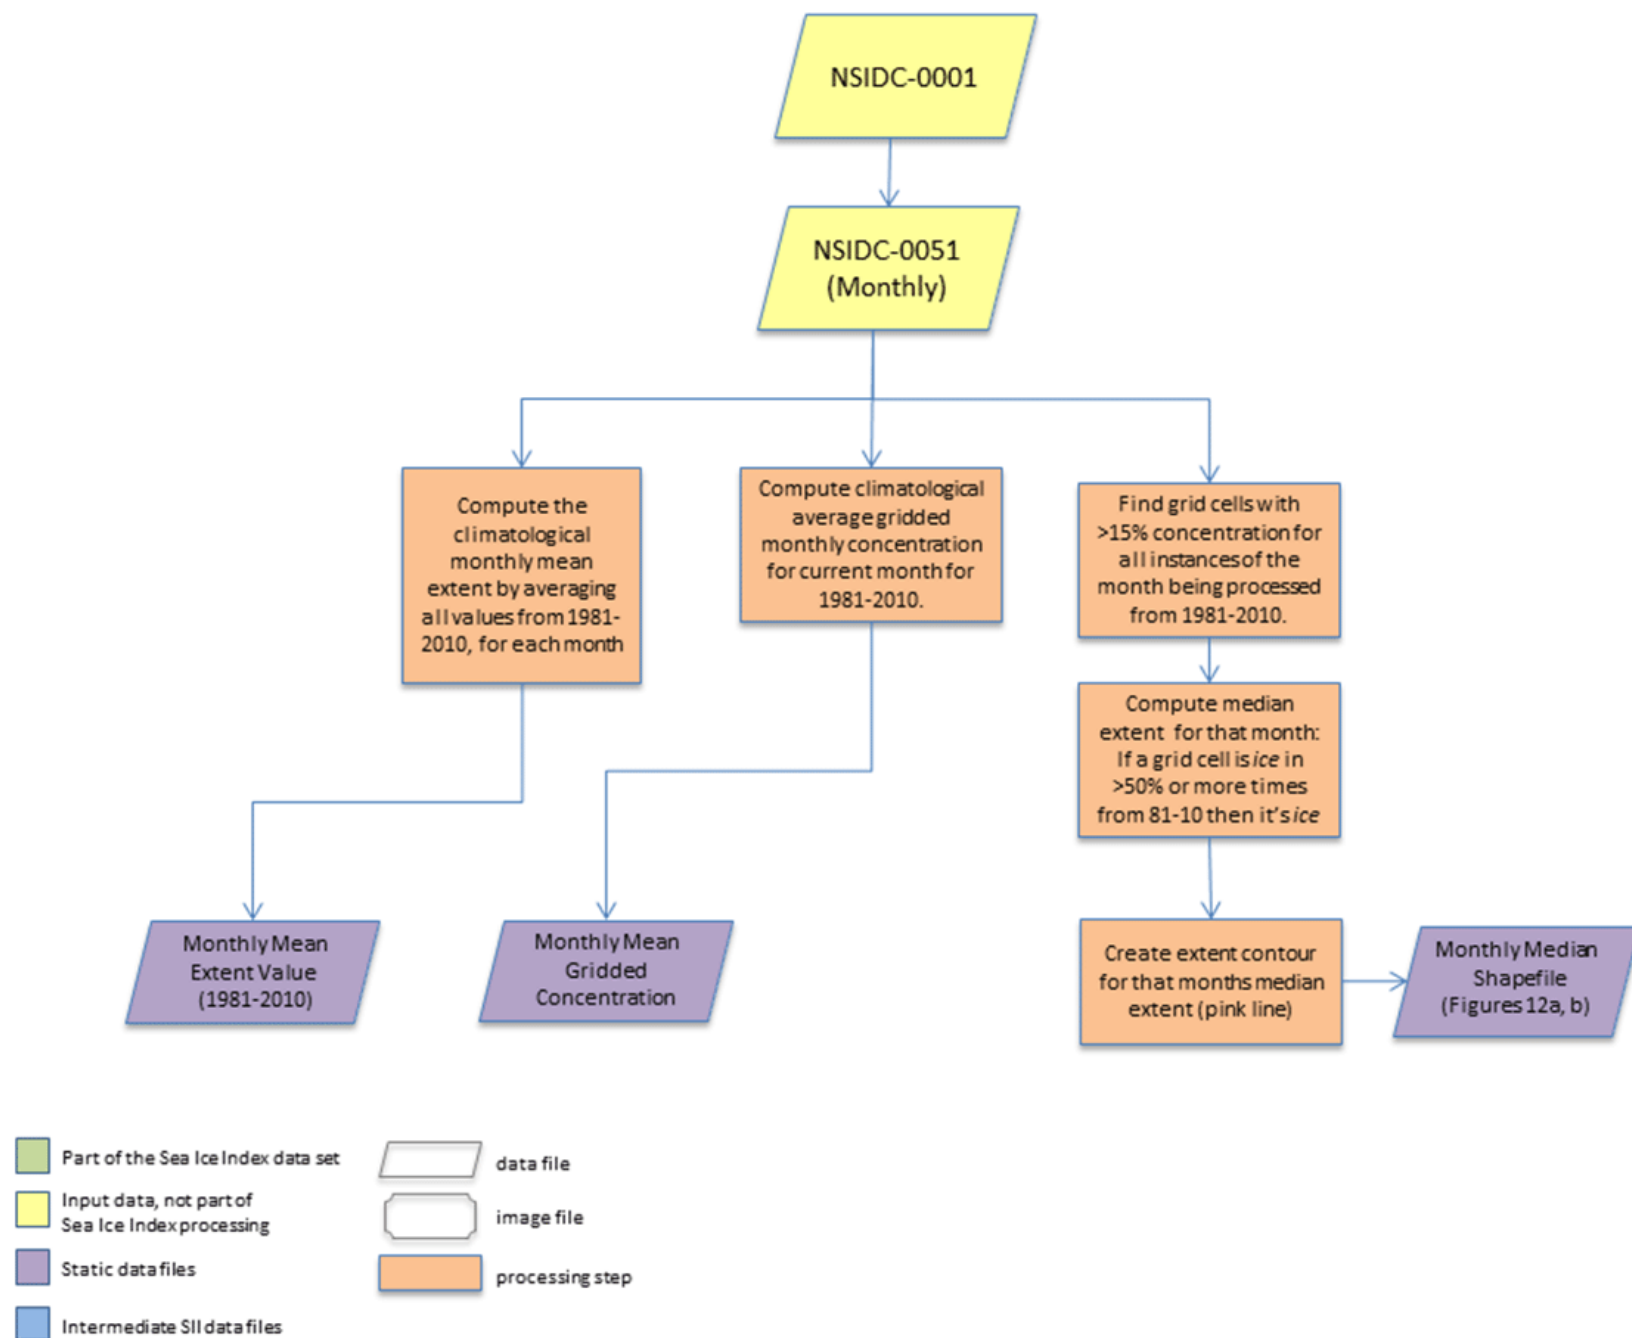 NSIDC-0001
NSIDC-0051
(Monthly)
Compute the
climatological
monthly mean
extent by averaging
all values from 1981-
2010, for each month
Compute climatological
average gridded
monthly concentration
for current month for
1981-2010.
Find grid cells with
>15% concentration for
all instances of the
month being processed
from 1981-2010.
Compute median
extent for that month:
If a grid cell is ice in
>50% or more times
from 81-10 then it's ice
Monthly Mean
Extent Value
(1981-2010)
Monthly Mean
Gridded
Concentration
Create extent contour
for that months median
extent (pink line)
Monthly Median
Shapefile
(Figures 12a, b)
Part of the Sea Ice Index data set
Input data, not part of
Sea Ice Index processing
Static data files
Intermediate SII data files
data file
image file
processing step